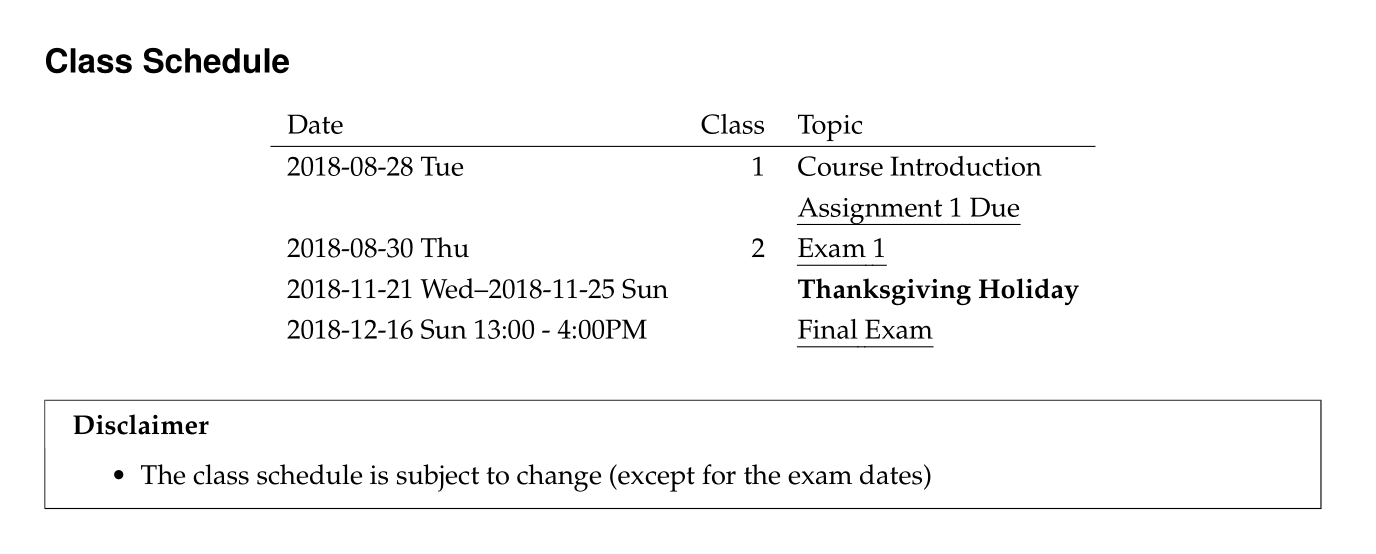 Class Schedule
Date Class Topic
2018-08-28 Tue 1 Course Introduction
Assignment 1 Due
2018-08-30 Thu 2 Exam 1
2018-11-21 Wed–2018-11-25 Sun Thanksgiving Holiday
2018-12-16 Sun 13:00 - 4:00PM Final Exam
Disclaimer
• The class schedule is subject to change (except for the exam dates)